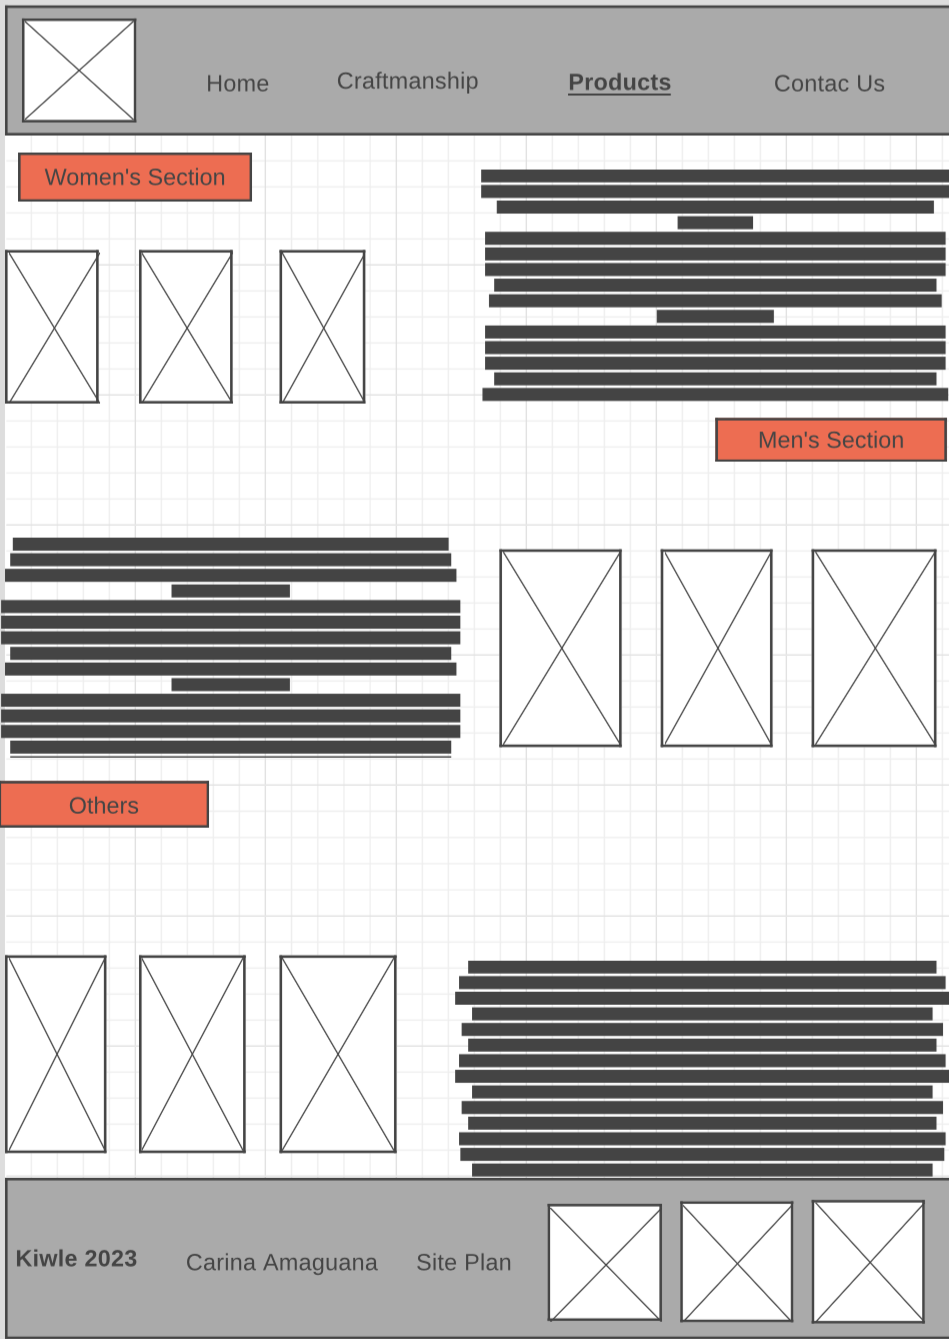 Home Craftmanship Products Contac Us
Women's Section
Men's Section
Others
Kiwle 2023 Carina Amaguana Site Plan